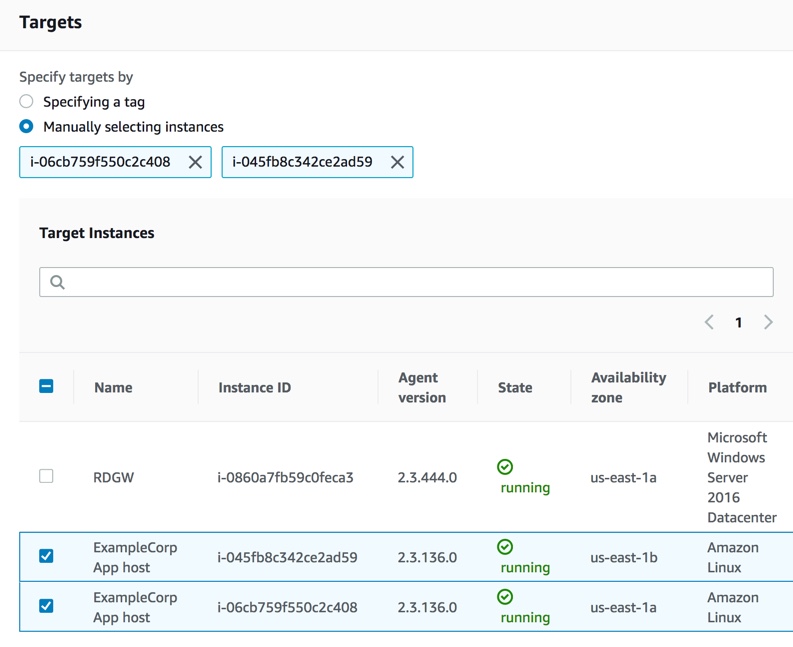 Targets
Specify targets by
Specifying a tag
Manually selecting instances
i-06cb759f550c2c408 i-045fb8c342ce2ad59
Target Instances
1
Name Instance ID Agent version State Availability zone Platform
RDGW i-0860a7fb59c0feca3 2.3.444.0 running us-east-1a Microsoft Windows Server 2016 Datacenter
ExampleCorp App host i-045fb8c342ce2ad59 2.3.136.0 running us-east-1b Amazon Linux
ExampleCorp App host i-06cb759f550c2c408 2.3.136.0 running us-east-1a Amazon Linux